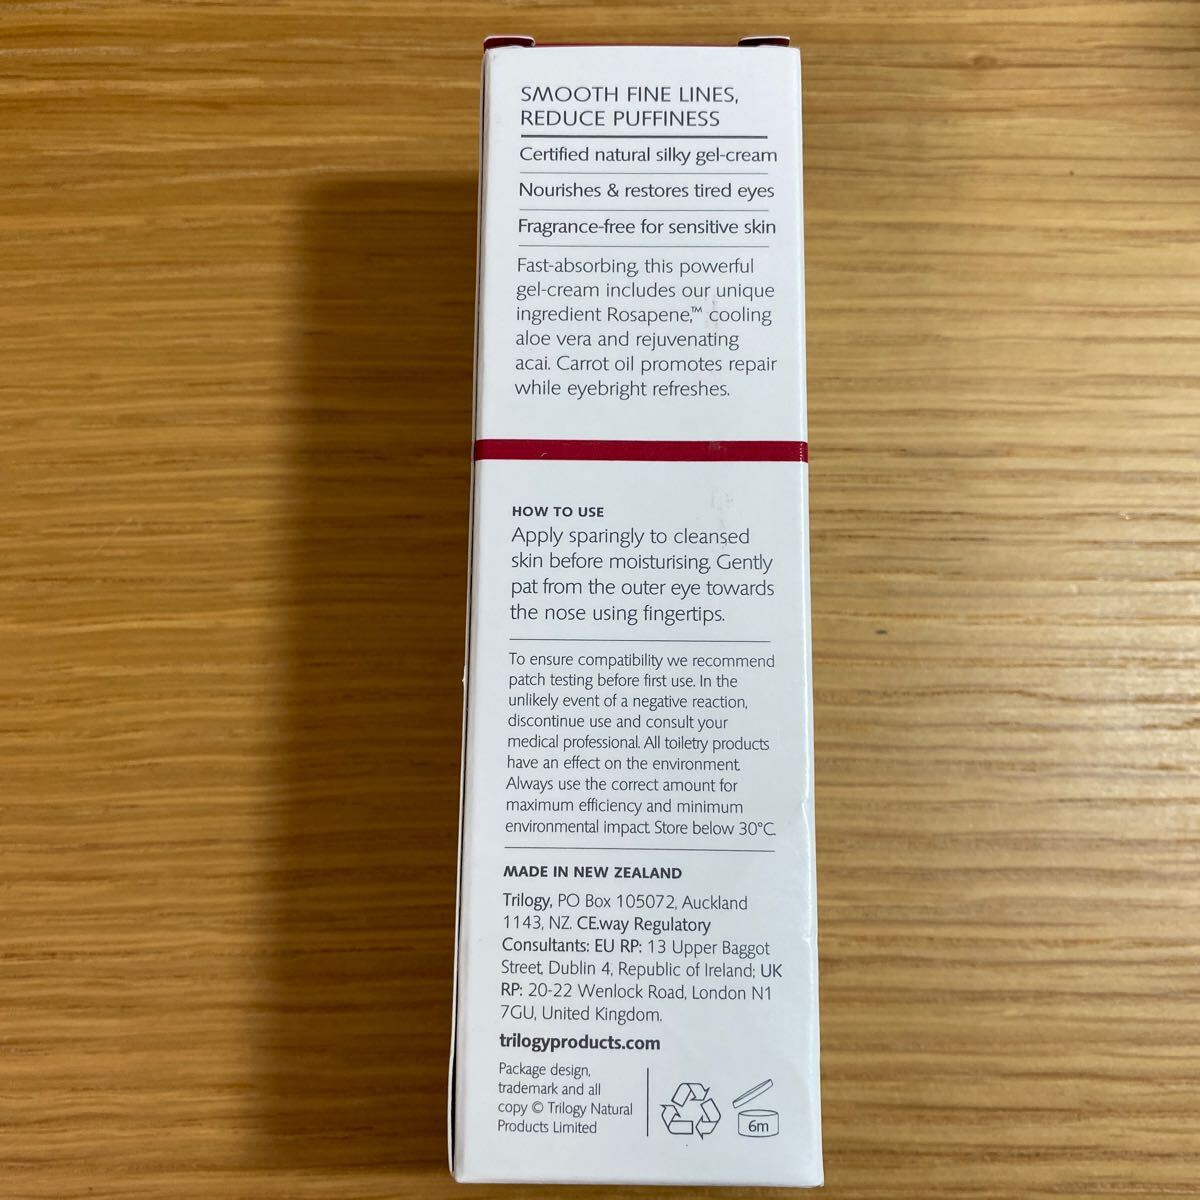 SMOOTH FINE LINES,
REDUCE PUFFINESS
Certified natural silky gel-cream
Nourishes & restores tired eyes
Fragrance-free for sensitive skin
Fast-absorbing, this powerful
gel-cream includes our unique
ingredient Rosapene,™ cooling
aloe vera and rejuvenating
acai. Carrot oil promotes repair
while eyebright refreshes.
HOW TO USE
Apply sparingly to cleansed
skin before moisturising. Gently
pat from the outer eye towards
the nose using fingertips.
To ensure compatibility we recommend
patch testing before first use. In the
unlikely event of a negative reaction,
discontinue use and consult your
medical professional. All toiletry products
have an effect on the environment.
Always use the correct amount for
maximum efficiency and minimum
environmental impact. Store below 30°C.
MADE IN NEW ZEALAND
Trilogy, PO Box 105072, Auckland
1143, NZ. CE.way Regulatory
Consultants: EU RP: 13 Upper Baggot
Street, Dublin 4, Republic of Ireland; UK
RP: 20-22 Wenlock Road, London N1
7GU, United Kingdom.
trilogyproducts.com
Package design,
trademark and all
copy © Trilogy Natural
Products Limited
6m